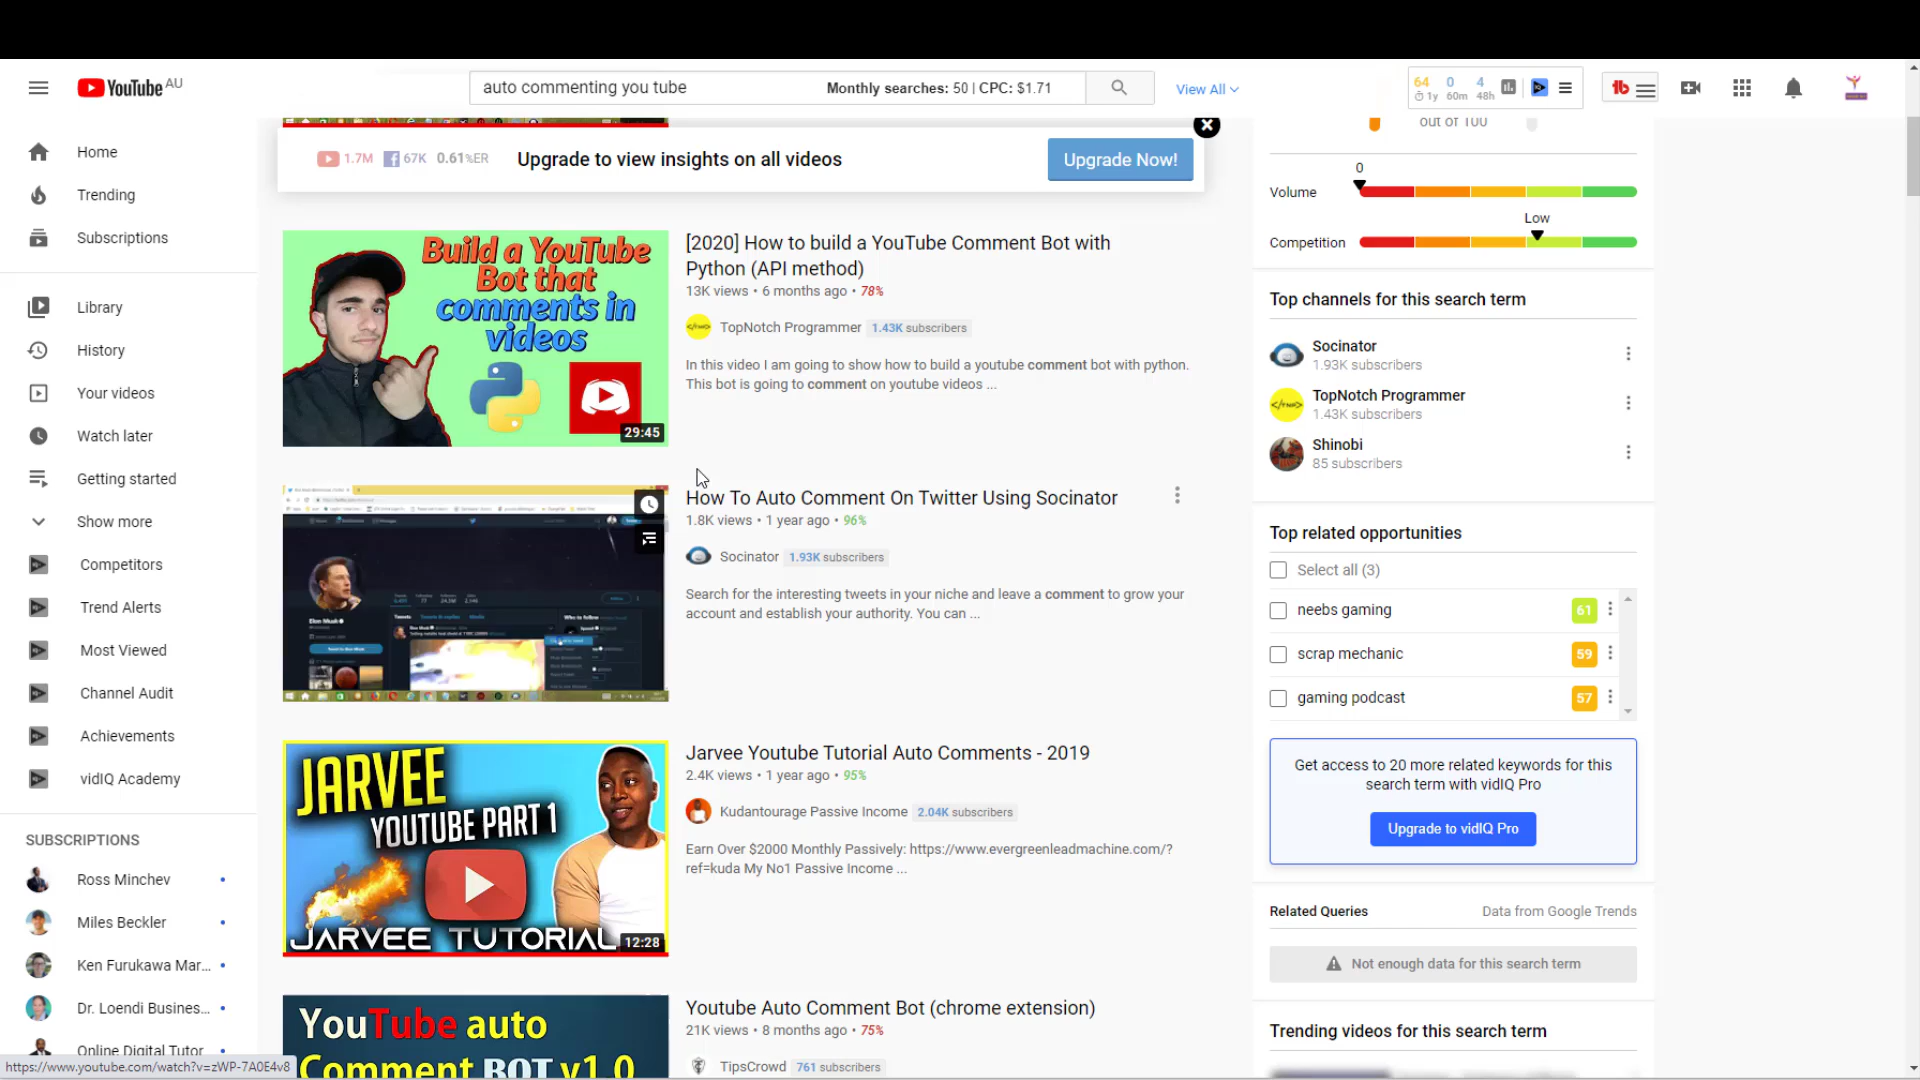 YouTube AU
auto commenting you tube
Monthly searches: 50 | CPC: $1.71
View All
64 0 4
1y 60m 48h
Home
Trending
Subscriptions
Library
History
Your videos
Watch later
Getting started
Show more
Competitors
Trend Alerts
Most Viewed
Channel Audit
Achievements
vidIQ Academy
SUBSCRIPTIONS
Ross Minchev
Miles Beckler
Ken Furukawa Mar...
Dr. Loendi Busines...
Online Digital Tutor
https://www.youtube.com/watch?v=zWP-7A0E4v8
1.7M 67K 0.61%ER
Upgrade to view insights on all videos
Upgrade Now!
Build a YouTube
Bot that
comments in
videos
29:45
[2020] How to build a YouTube Comment Bot with
Python (API method)
13K views • 6 months ago • 78%
TopNotch Programmer 1.43K subscribers
In this video I am going to show how to build a youtube comment bot with python.
This bot is going to comment on youtube videos ...
How To Auto Comment On Twitter Using Socinator
1.8K views • 1 year ago • 96%
Socinator 1.93K subscribers
Search for the interesting tweets in your niche and leave a comment to grow your
account and establish your authority. You can ...
JARVEE
YOUTUBE PART 1
JARVEE TUTORIAL
12:28
Jarvee Youtube Tutorial Auto Comments - 2019
2.4K views • 1 year ago • 95%
Kudantourage Passive Income 2.04K subscribers
Earn Over $2000 Monthly Passively: https://www.evergreenleadmachine.com/?
ref=kuda My No1 Passive Income ...
YouTube auto
Comment BOT v1.0
Youtube Auto Comment Bot (chrome extension)
21K views • 8 months ago • 75%
TipsCrowd 761 subscribers
out of 100
0
Volume
Low
Competition
Top channels for this search term
Socinator
1.93K subscribers
TopNotch Programmer
1.43K subscribers
Shinobi
85 subscribers
Top related opportunities
Select all (3)
neebs gaming 61
scrap mechanic 59
gaming podcast 57
Get access to 20 more related keywords for this
search term with vidIQ Pro
Upgrade to vidIQ Pro
Related Queries
Data from Google Trends
Not enough data for this search term
Trending videos for this search term